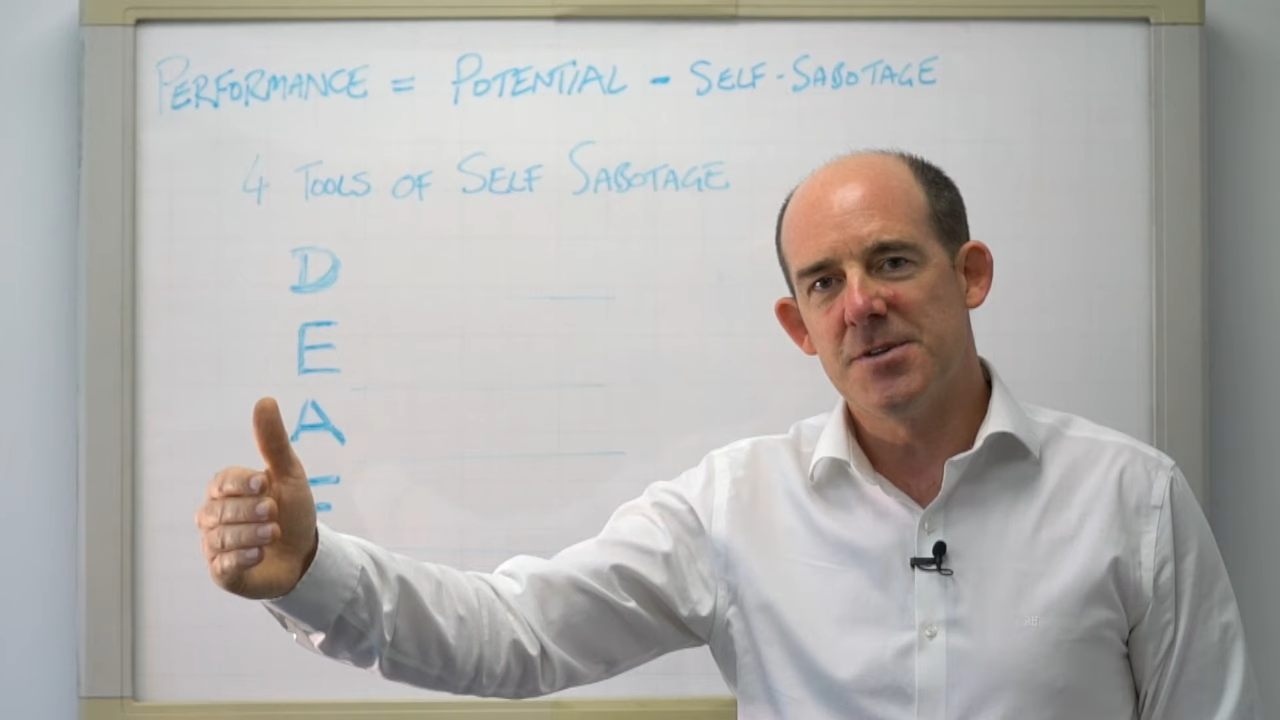 PERFORMANCE = POTENTIAL - SELF-SABOTAGE
4 TOOLS OF SELF SABOTAGE
D
E
A
F